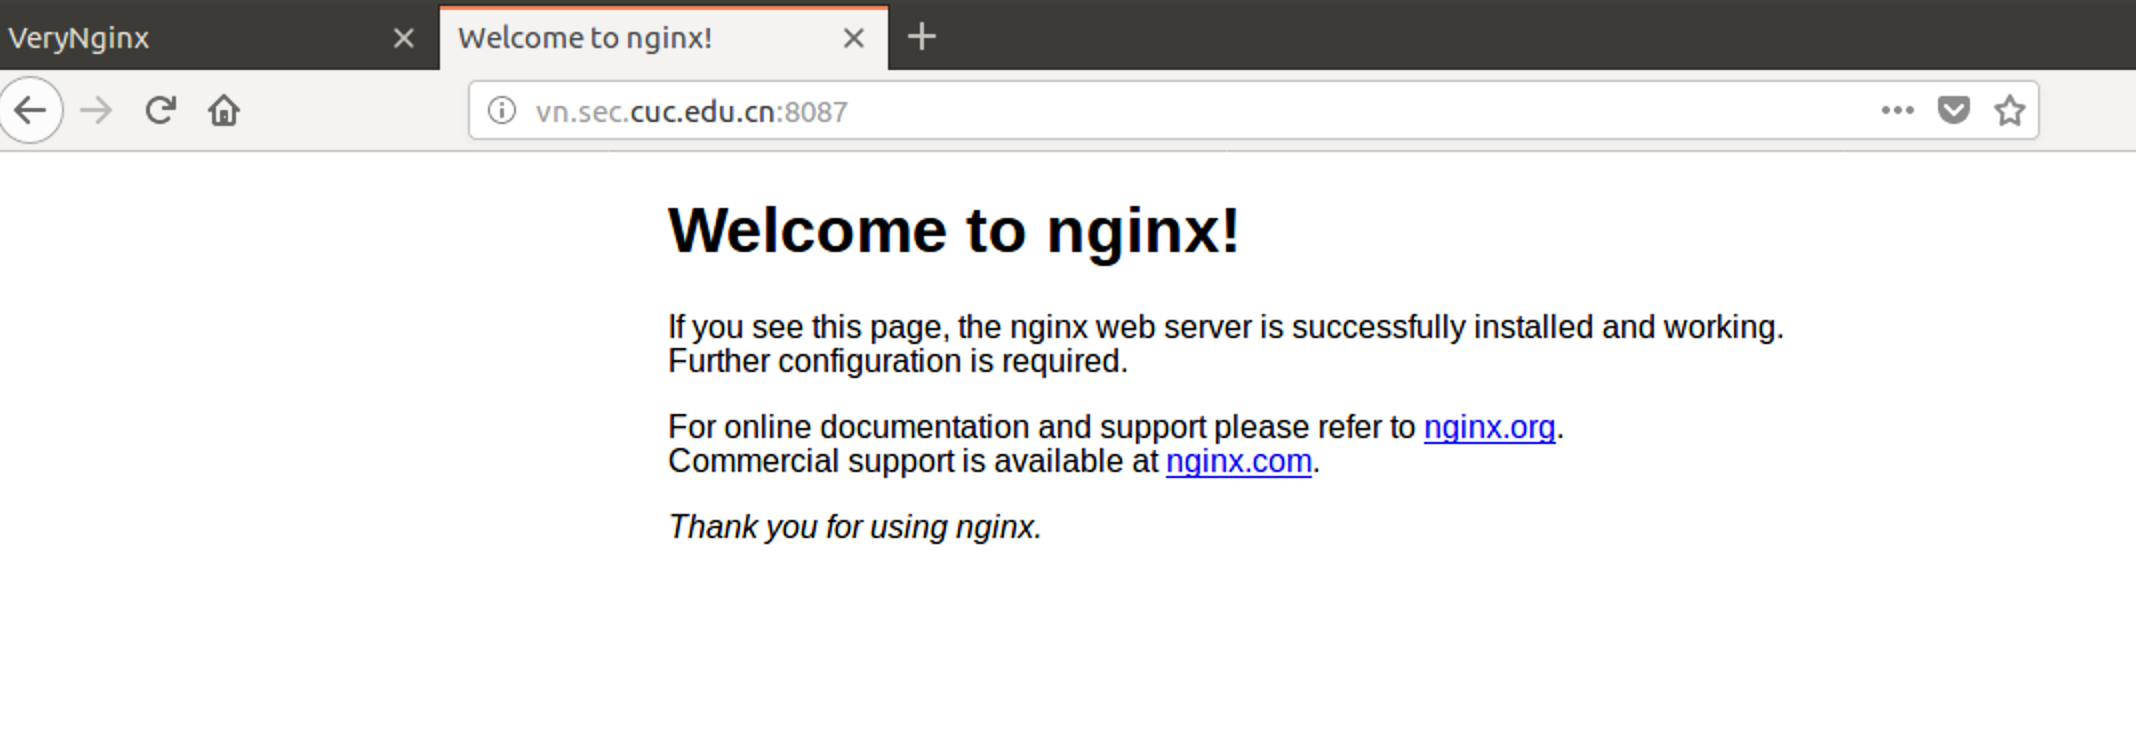 VeryNginx
Welcome to nginx!
vn.sec.cuc.edu.cn:8087
Welcome to nginx!
If you see this page, the nginx web server is successfully installed and working.
Further configuration is required.
For online documentation and support please refer to nginx.org.
Commercial support is available at nginx.com.
Thank you for using nginx.